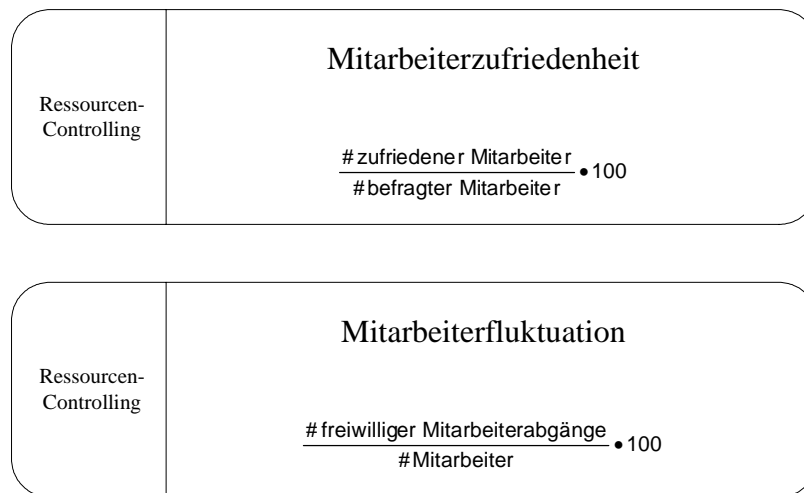 Mitarbeiterzufriedenheit
Ressourcen-
Controlling
# zufriedener Mitarbeiter
# befragter Mitarbeiter
• 100
Mitarbeiterfluktuation
Ressourcen-
Controlling
# freiwilliger Mitarbeiterabgänge
# Mitarbeiter
• 100